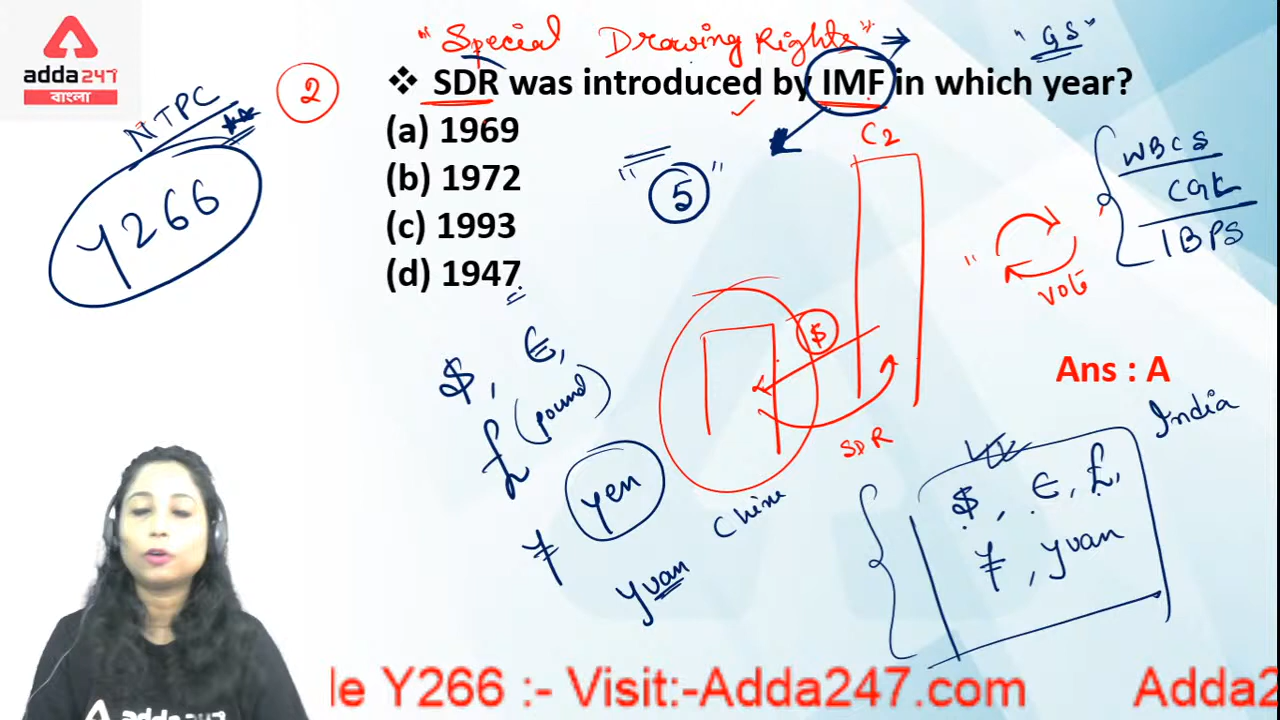 adda247
বাংলা
NTPC
Y266
2
"Special Drawing Rights"
"GS"
❖ SDR was introduced by IMF in which year?
(a) 1969
(b) 1972
(c) 1993
(d) 1947
"5"
C2
WBCS
CGL
IBPS
"
vote
$
SDR
China
$, €,
£ (pound)
¥ yen
yuan
Ans : A
India
$, €, £,
¥, yuan
le Y266 :- Visit:-Adda247.com
Adda2
Adda247